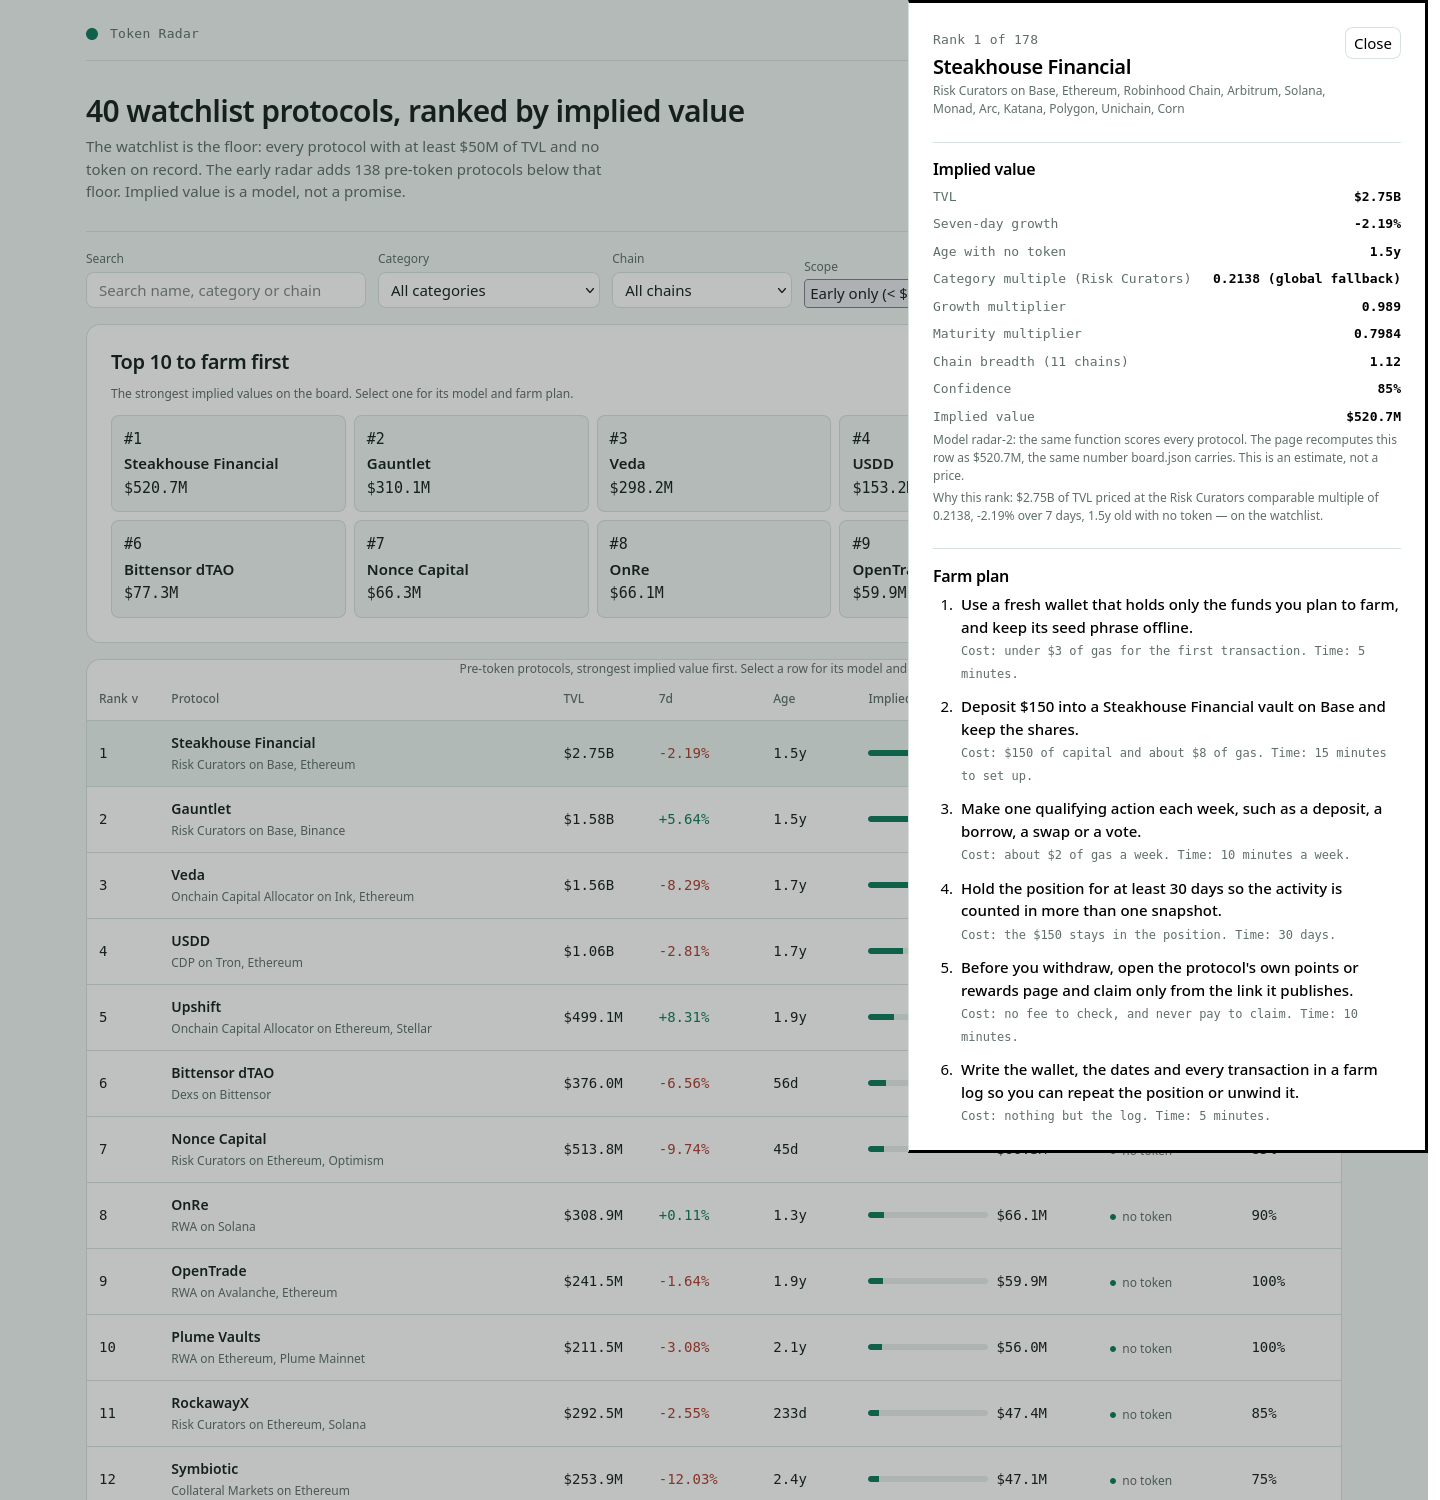 Token Radar
40 watchlist protocols, ranked by implied value
The watchlist is the floor: every protocol with at least $50M of TVL and no
token on record. The early radar adds 138 pre-token protocols below that
floor. Implied value is a model, not a promise.
Search
Category
Chain
Scope
Search name, category or chain
All categories
All chains
Early only (< $
Top 10 to farm first
The strongest implied values on the board. Select one for its model and farm plan.
#1
Steakhouse Financial
$520.7M
#2
Gauntlet
$310.1M
#3
Veda
$298.2M
#4
USDD
$153.2
#6
Bittensor dTAO
$77.3M
#7
Nonce Capital
$66.3M
#8
OnRe
$66.1M
#9
OpenTra
$59.9M
Pre-token protocols, strongest implied value first. Select a row for its model and
Rank v Protocol TVL 7d Age Implied
1 Steakhouse Financial $2.75B -2.19% 1.5y
Risk Curators on Base, Ethereum
2 Gauntlet $1.58B +5.64% 1.5y
Risk Curators on Base, Binance
3 Veda $1.56B -8.29% 1.7y
Onchain Capital Allocator on Ink, Ethereum
4 USDD $1.06B -2.81% 1.7y
CDP on Tron, Ethereum
5 Upshift $499.1M +8.31% 1.9y
Onchain Capital Allocator on Ethereum, Stellar
6 Bittensor dTAO $376.0M -6.56% 56d
Dexs on Bittensor
7 Nonce Capital $513.8M -9.74% 45d
Risk Curators on Ethereum, Optimism
8 OnRe $308.9M +0.11% 1.3y $66.1M no token 90%
RWA on Solana
9 OpenTrade $241.5M -1.64% 1.9y $59.9M no token 100%
RWA on Avalanche, Ethereum
10 Plume Vaults $211.5M -3.08% 2.1y $56.0M no token 100%
RWA on Ethereum, Plume Mainnet
11 RockawayX $292.5M -2.55% 233d $47.4M no token 85%
Risk Curators on Ethereum, Solana
12 Symbiotic $253.9M -12.03% 2.4y $47.1M no token 75%
Collateral Markets on Ethereum
Rank 1 of 178
Close
Steakhouse Financial
Risk Curators on Base, Ethereum, Robinhood Chain, Arbitrum, Solana,
Monad, Arc, Katana, Polygon, Unichain, Corn
Implied value
TVL $2.75B
Seven-day growth -2.19%
Age with no token 1.5y
Category multiple (Risk Curators) 0.2138 (global fallback)
Growth multiplier 0.989
Maturity multiplier 0.7984
Chain breadth (11 chains) 1.12
Confidence 85%
Implied value $520.7M
Model radar-2: the same function scores every protocol. The page recomputes this
row as $520.7M, the same number board.json carries. This is an estimate, not a
price.
Why this rank: $2.75B of TVL priced at the Risk Curators comparable multiple of
0.2138, -2.19% over 7 days, 1.5y old with no token — on the watchlist.
Farm plan
1. Use a fresh wallet that holds only the funds you plan to farm,
and keep its seed phrase offline.
Cost: under $3 of gas for the first transaction. Time: 5
minutes.
2. Deposit $150 into a Steakhouse Financial vault on Base and
keep the shares.
Cost: $150 of capital and about $8 of gas. Time: 15 minutes
to set up.
3. Make one qualifying action each week, such as a deposit, a
borrow, a swap or a vote.
Cost: about $2 of gas a week. Time: 10 minutes a week.
4. Hold the position for at least 30 days so the activity is
counted in more than one snapshot.
Cost: the $150 stays in the position. Time: 30 days.
5. Before you withdraw, open the protocol's own points or
rewards page and claim only from the link it publishes.
Cost: no fee to check, and never pay to claim. Time: 10
minutes.
6. Write the wallet, the dates and every transaction in a farm
log so you can repeat the position or unwind it.
Cost: nothing but the log. Time: 5 minutes.